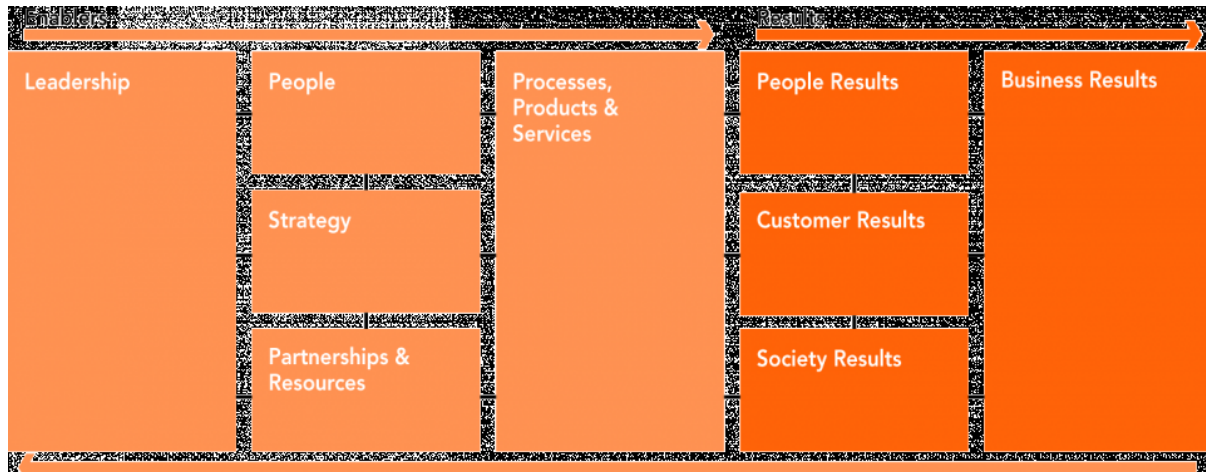 Enablers
Results
Leadership
People
Processes,
Products &
Services
People Results
Business Results
Strategy
Customer Results
Partnerships &
Resources
Society Results